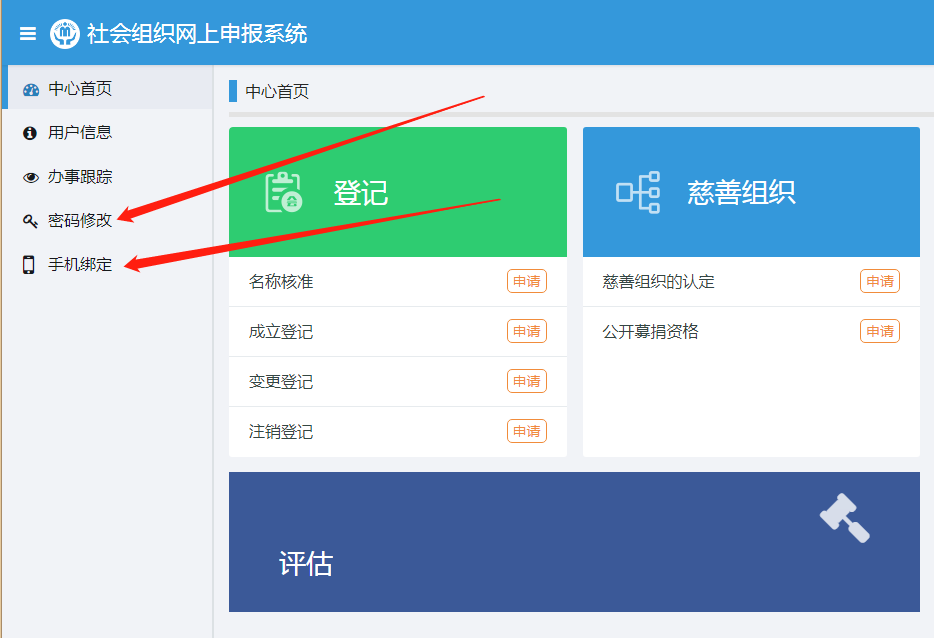 社会组织网上申报系统
中心首页
用户信息
办事跟踪
密码修改
手机绑定
中心首页
登记
名称核准 申请
成立登记 申请
变更登记 申请
注销登记 申请
慈善组织
慈善组织的认定 申请
公开募捐资格 申请
评估